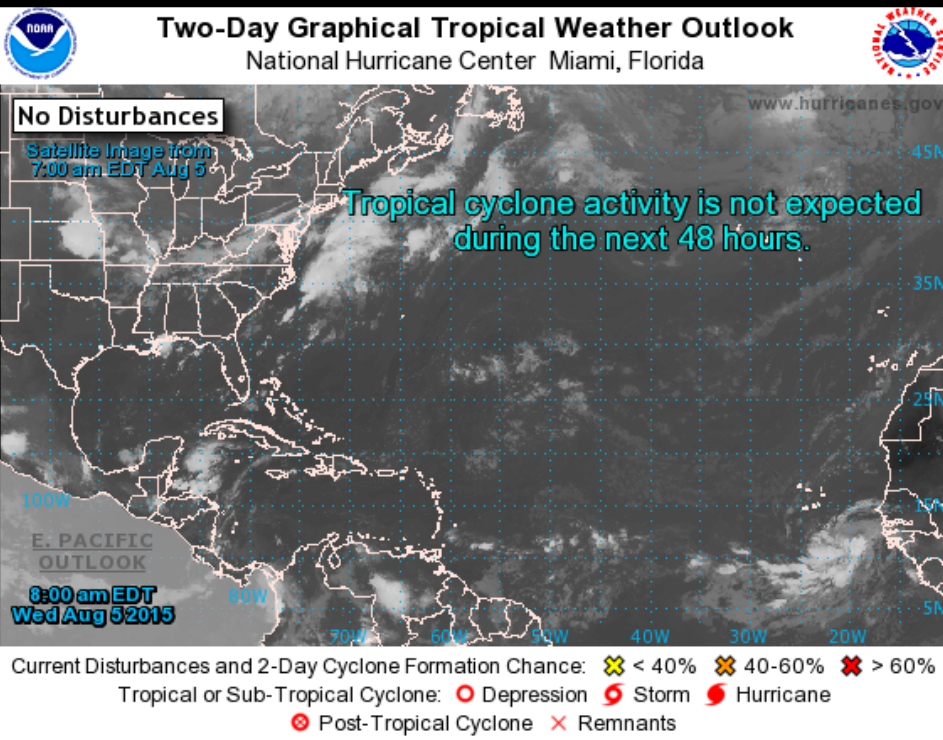 Two-Day Graphical Tropical Weather Outlook
National Hurricane Center Miami, Florida
NOAA
NATIONAL WEATHER
www.hurricanes.gov
No Disturbances
Satellite Image from
7:00 am EDT Aug 5
45N
Tropical cyclone activity is not expected
during the next 48 hours.
35N
25N
100W
15N
E. PACIFIC
OUTLOOK
8:00 am EDT
Wed Aug 5 2015
80W
5N
70W 60W 50W 40W 30W 20W
Current Disturbances and 2-Day Cyclone Formation Chance: < 40% 40-60% > 60%
Tropical or Sub-Tropical Cyclone: Depression Storm Hurricane
Post-Tropical Cyclone Remnants